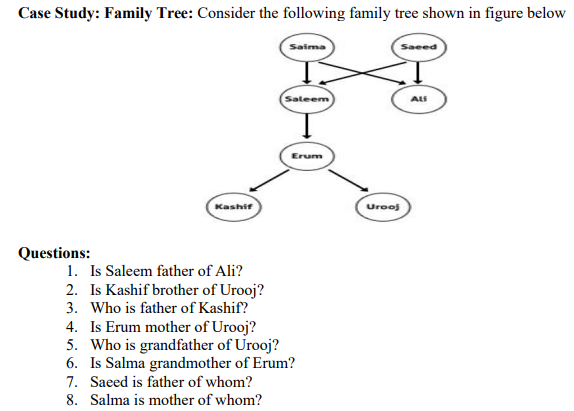 Case Study: Family Tree: Consider the following family tree shown in figure below
Salma Saeed
Saleem Ali
Erum
Kashif Urooj
Questions:
1. Is Saleem father of Ali?
2. Is Kashif brother of Urooj?
3. Who is father of Kashif?
4. Is Erum mother of Urooj?
5. Who is grandfather of Urooj?
6. Is Salma grandmother of Erum?
7. Saeed is father of whom?
8. Salma is mother of whom?